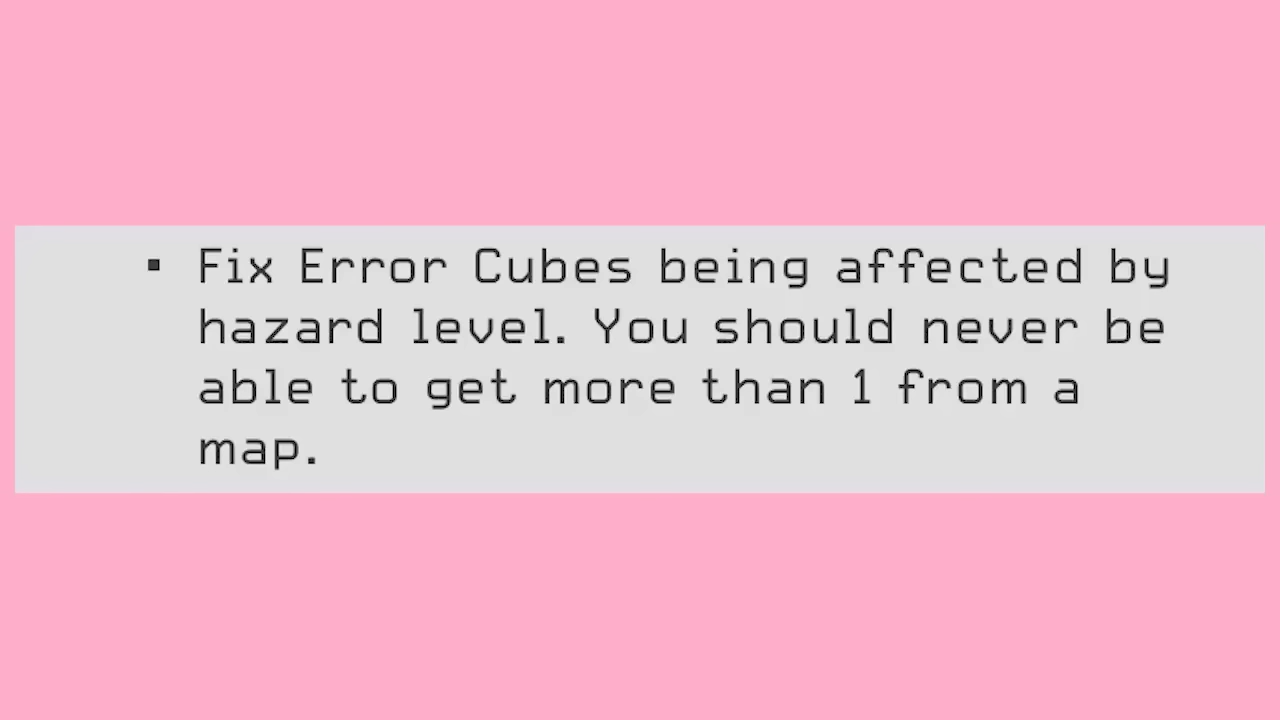 ▪ Fix Error Cubes being affected by
hazard level. You should never be
able to get more than 1 from a
map.